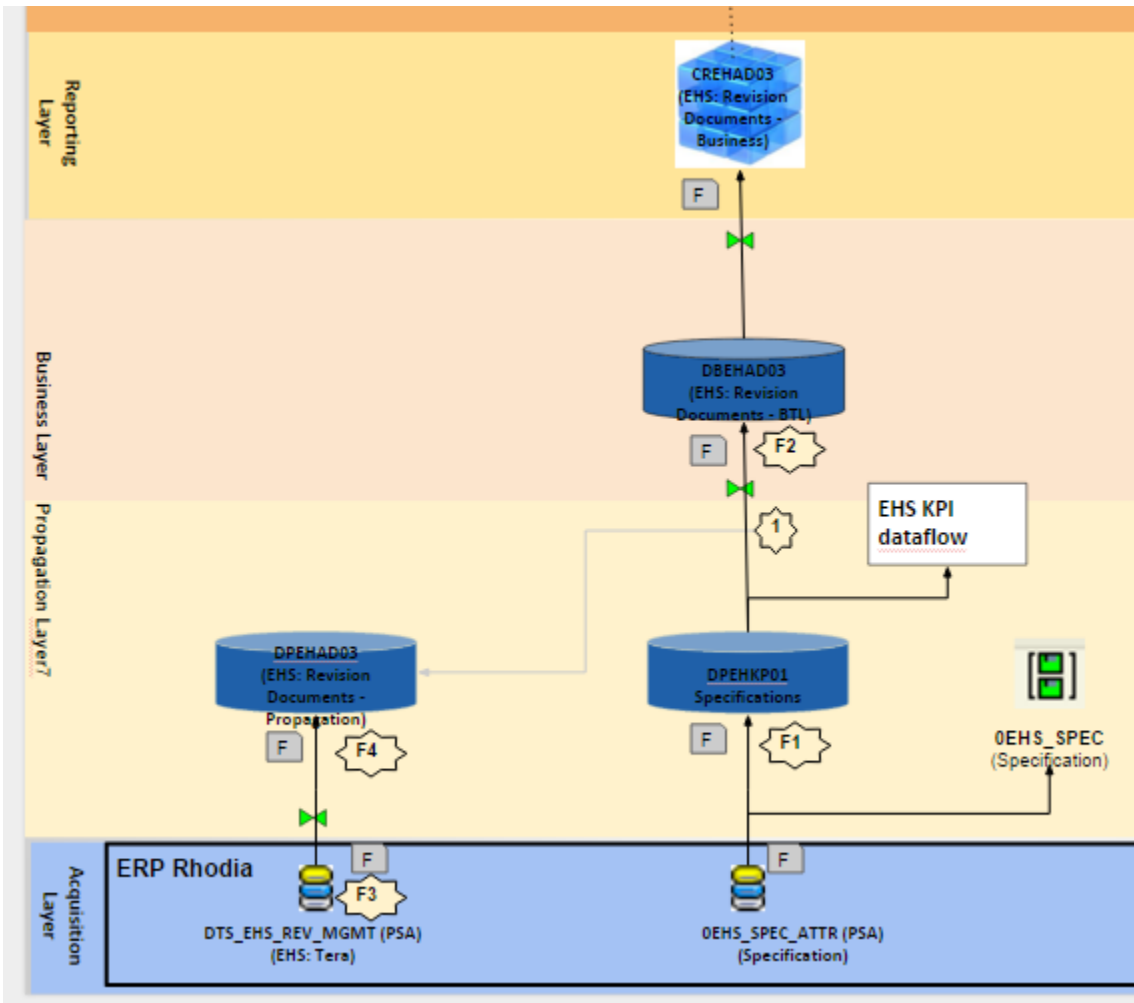 Reporting
Layer
CREHAD03
(EHS: Revision
Documents -
Business)
F
Business Layer
DBEHAD03
(EHS: Revision
Documents - BTL)
F
F2
Propagation Layer7
1
EHS KPI
dataflow
DPEHAD03
(EHS: Revision
Documents -
Propagation)
F
F4
DPEHKP01
Specifications
F
F1
0EHS_SPEC
(Specification)
Acquisition
Layer
ERP Rhodia
F
F3
DTS_EHS_REV_MGMT (PSA)
(EHS: Tera)
F
0EHS_SPEC_ATTR (PSA)
(Specification)